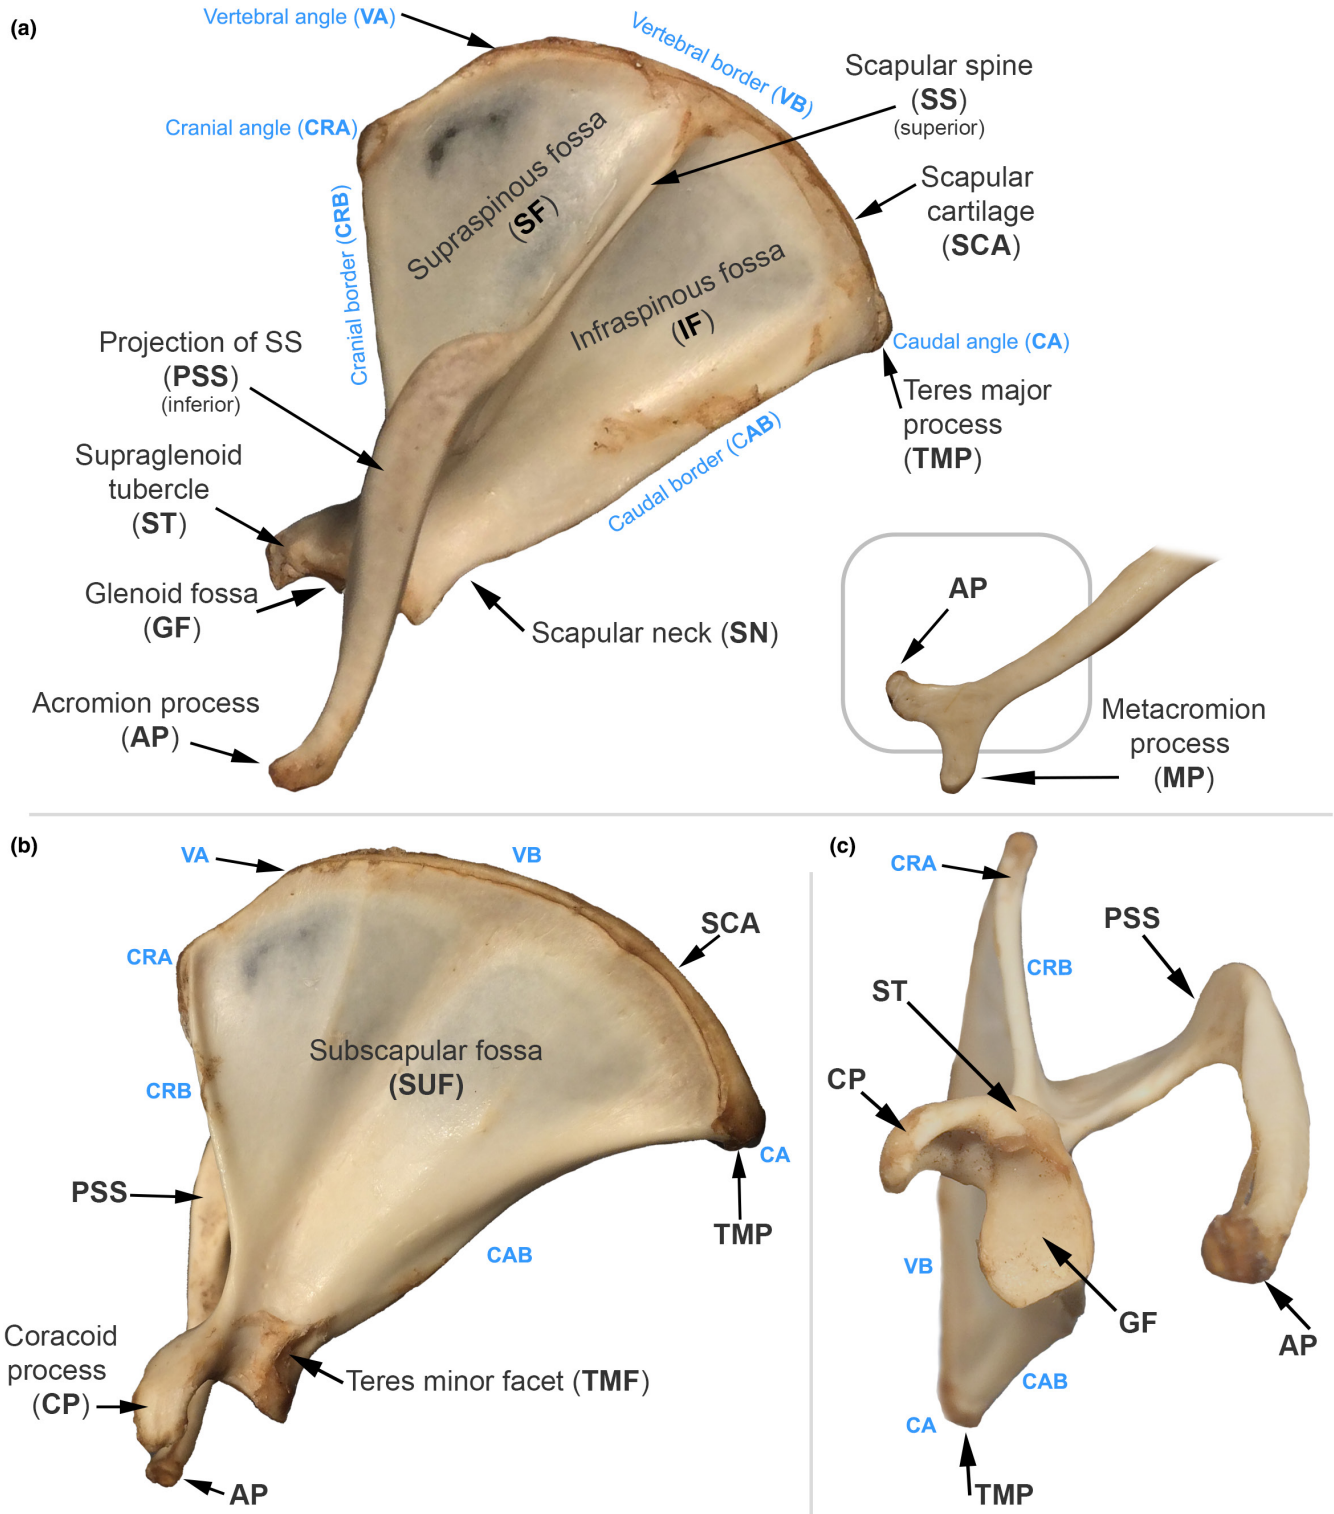 (a)
Vertebral angle (VA)
Vertebral border (VB)
Scapular spine
(SS)
(superior)
Cranial angle (CRA)
Supraspinous fossa
(SF)
Scapular
cartilage
(SCA)
Cranial border (CRB)
Infraspinous fossa
(IF)
Projection of SS
(PSS)
(inferior)
Caudal angle (CA)
Teres major
process
(TMP)
Caudal border (CAB)
Supraglenoid
tubercle
(ST)
Glenoid fossa
(GF)
Scapular neck (SN)
Acromion process
(AP)
AP
Metacromion
process
(MP)
(b)
VA
VB
SCA
CRA
Subscapular fossa
(SUF)
CRB
CA
PSS
TMP
CAB
Coracoid
process
(CP)
Teres minor facet (TMF)
AP
(c)
CRA
PSS
CRB
ST
CP
VB
GF
AP
CAB
CA
TMP